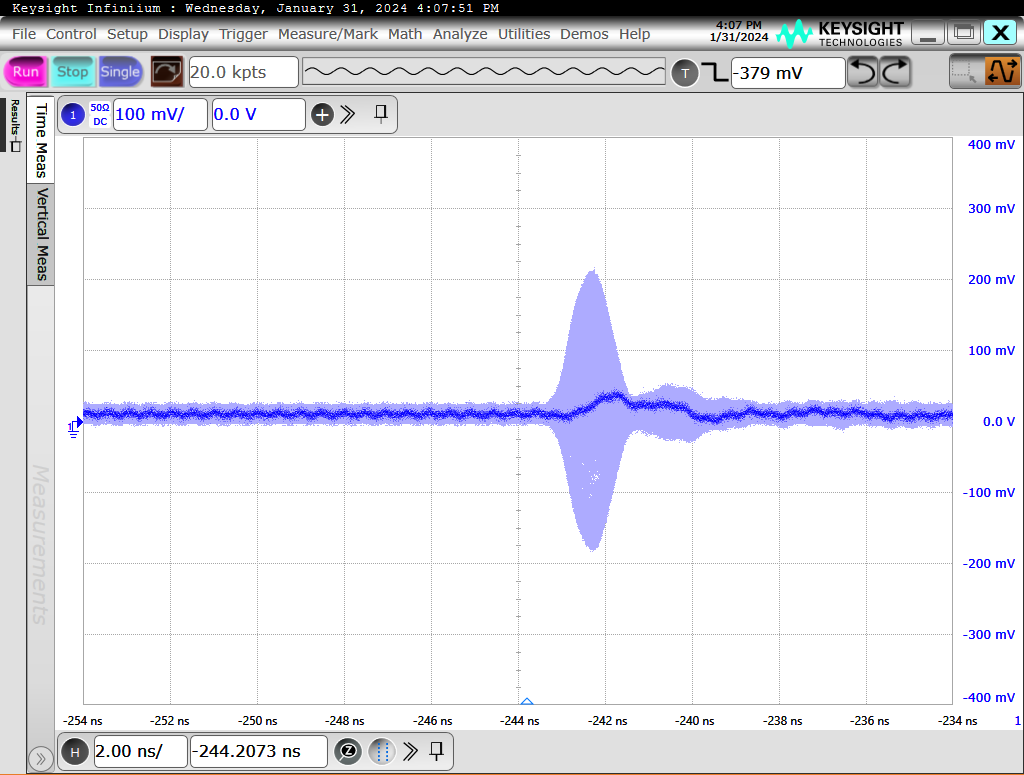 Keysight Infiniium : Wednesday, January 31, 2024 4:07:51 PM
File Control Setup Display Trigger Measure/Mark Math Analyze Utilities Demos Help
4:07 PM
1/31/2024
KEYSIGHT
TECHNOLOGIES
X
Run Stop Single 20.0 kpts T -379 mV
1 50Ω DC 100 mV/ 0.0 V +
Results
Time Meas
Vertical Meas
Measurements
400 mV
300 mV
200 mV
100 mV
0.0 V
-100 mV
-200 mV
-300 mV
-400 mV
1
-254 ns -252 ns -250 ns -248 ns -246 ns -244 ns -242 ns -240 ns -238 ns -236 ns -234 ns 1
H 2.00 ns/ -244.2073 ns Z